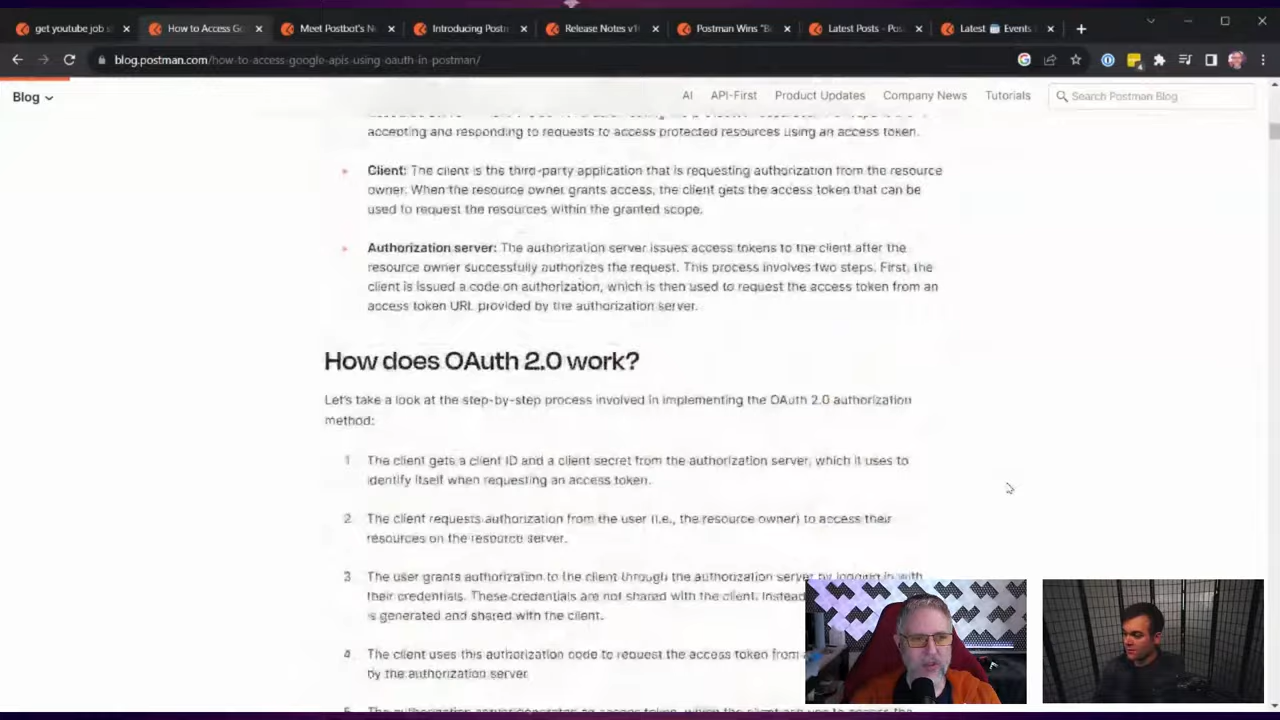 get youtube job s
How to Access Go
Meet Postbot's Ne
Introducing Postm
Release Notes v1
Postman Wins "Be
Latest Posts - Pos
Latest 🗓 Events
blog.postman.com/how-to-access-google-apis-using-oauth-in-postman/
Blog
AI
API-First
Product Updates
Company News
Tutorials
Search Postman Blog
accepting and responding to requests to access protected resources using an access token.
Client: The client is the third-party application that is requesting authorization from the resource
owner. When the resource owner grants access, the client gets the access token that can be
used to request the resources within the granted scope.
Authorization server: The authorization server issues access tokens to the client after the
resource owner successfully authorizes the request. This process involves two steps. First, the
client is issued a code on authorization, which is then used to request the access token from an
access token URL provided by the authorization server.
How does OAuth 2.0 work?
Let's take a look at the step-by-step process involved in implementing the OAuth 2.0 authorization
method:
1 The client gets a client ID and a client secret from the authorization server, which it uses to
identify itself when requesting an access token.
2 The client requests authorization from the user (i.e., the resource owner) to access their
resources on the resource server.
3 The user grants authorization to the client through the authorization server by logging in with
their credentials. These credentials are not shared with the client. Instead
is generated and shared with the client.
4 The client uses this authorization code to request the access token from
by the authorization server